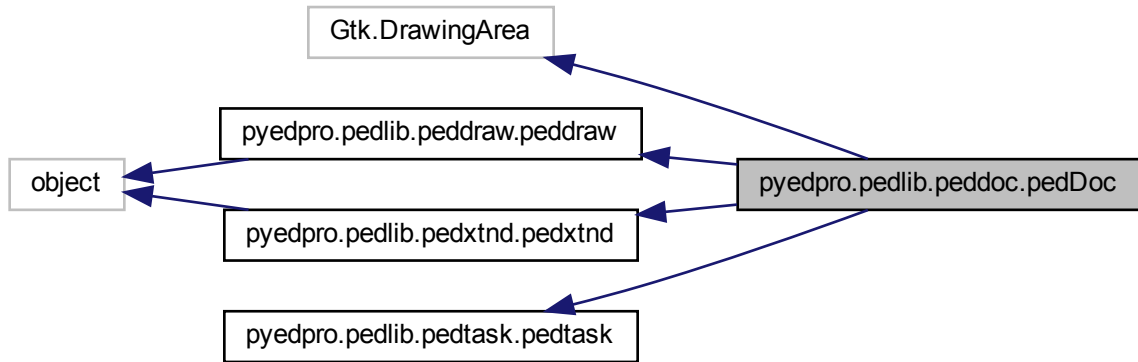 Gtk.DrawingArea
pyedpro.pedlib.peddraw.peddraw
object
pyedpro.pedlib.peddoc.pedDoc
pyedpro.pedlib.pedxtnd.pedxtnd
pyedpro.pedlib.pedtask.pedtask